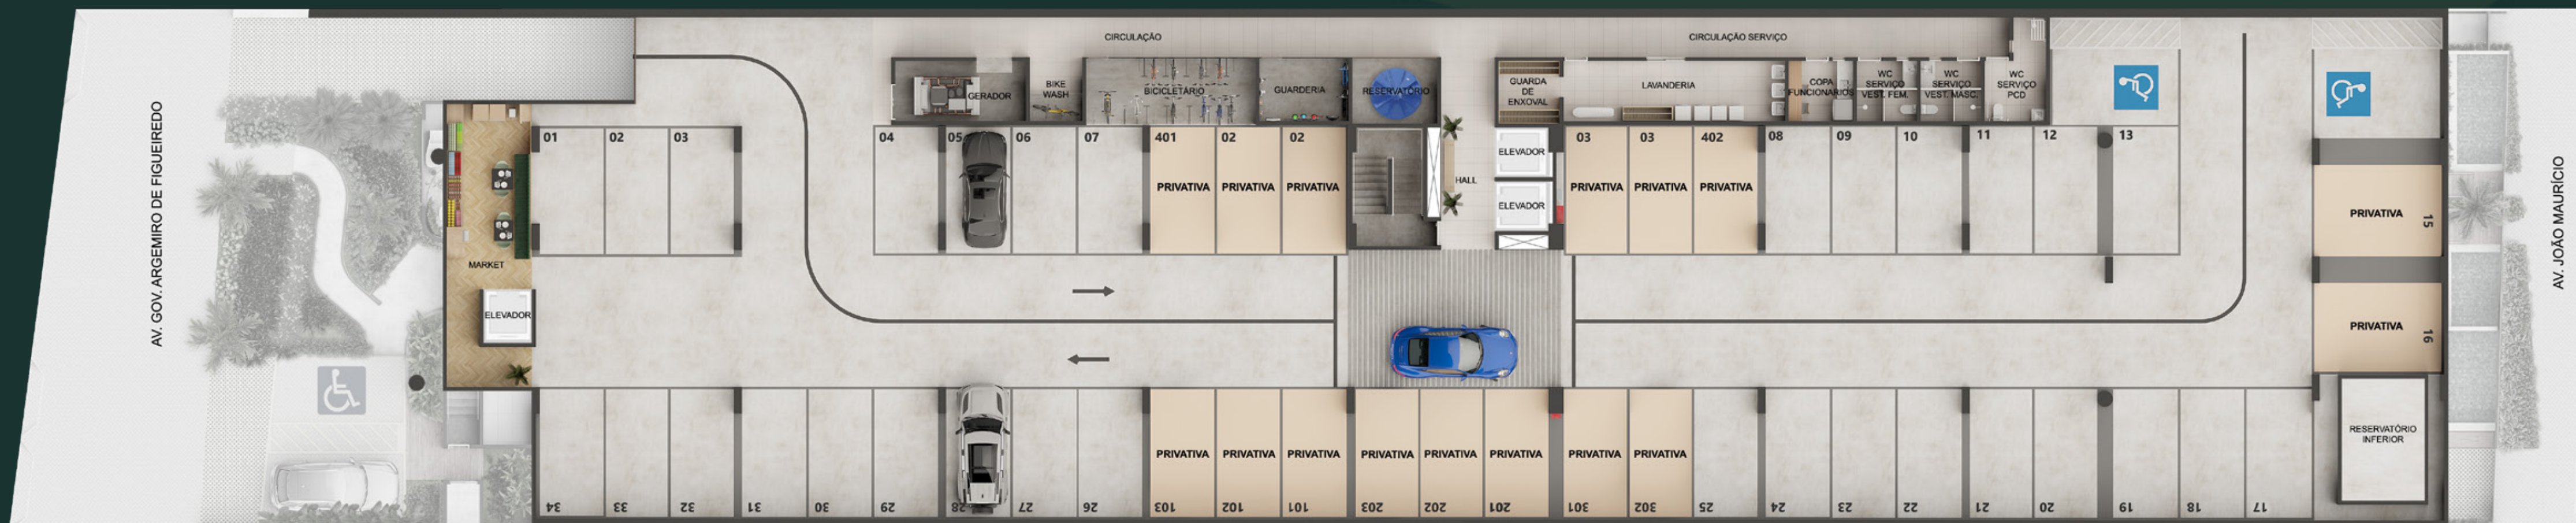 AV. GOV. ARGEMIRO DE FIGUEIREDO
CIRCULAÇÃO
CIRCULAÇÃO SERVIÇO
GERADOR
BIKE
WASH
BICICLETÁRIO
GUARDERIA
RESERVATÓRIO
GUARDA
DE
ENXOVAL
LAVANDERIA
COPA
FUNCIONARIOS
WC
SERVIÇO
VEST. FEM.
WC
SERVIÇO
VEST. MASC.
WC
SERVIÇO
PCD
01 02 03 04 05 06 07 401 02 02
03 03 402 08 09 10 11 12 13
PRIVATIVA PRIVATIVA PRIVATIVA
HALL
ELEVADOR
ELEVADOR
PRIVATIVA PRIVATIVA PRIVATIVA
PRIVATIVA 15
PRIVATIVA 16
MARKET
ELEVADOR
PRIVATIVA PRIVATIVA PRIVATIVA PRIVATIVA PRIVATIVA PRIVATIVA PRIVATIVA PRIVATIVA
34 33 32 31 30 29 28 27 26 103 102 101 203 202 201 301 302 25 24 23 22 21 20 19 18 17
RESERVATÓRIO
INFERIOR
AV. JOÃO MAURÍCIO